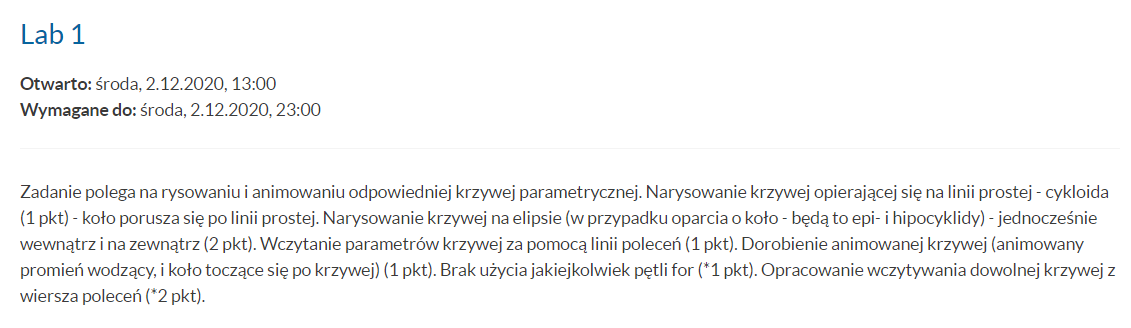 Lab 1
Otwarto: środa, 2.12.2020, 13:00
Wymagane do: środa, 2.12.2020, 23:00
Zadanie polega na rysowaniu i animowaniu odpowiedniej krzywej parametrycznej. Narysowanie krzywej opierającej się na linii prostej - cykloida
(1 pkt) - koło porusza się po linii prostej. Narysowanie krzywej na elipsie (w przypadku oparcia o koło - będą to epi- i hipocyklidy) - jednocześnie
wewnątrz i na zewnątrz (2 pkt). Wczytanie parametrów krzywej za pomocą linii poleceń (1 pkt). Dorobienie animowanej krzywej (animowany
promień wodzący, i koło toczące się po krzywej) (1 pkt). Brak użycia jakiejkolwiek pętli for (*1 pkt). Opracowanie wczytywania dowolnej krzywej z
wiersza poleceń (*2 pkt).